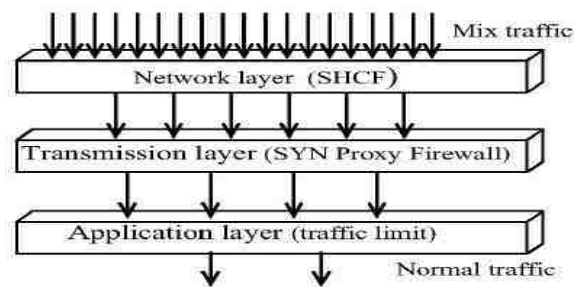 Mix traffic
Network layer (SHCF)
Transmission layer (SYN Proxy Firewall)
Application layer (traffic limit)
Normal traffic